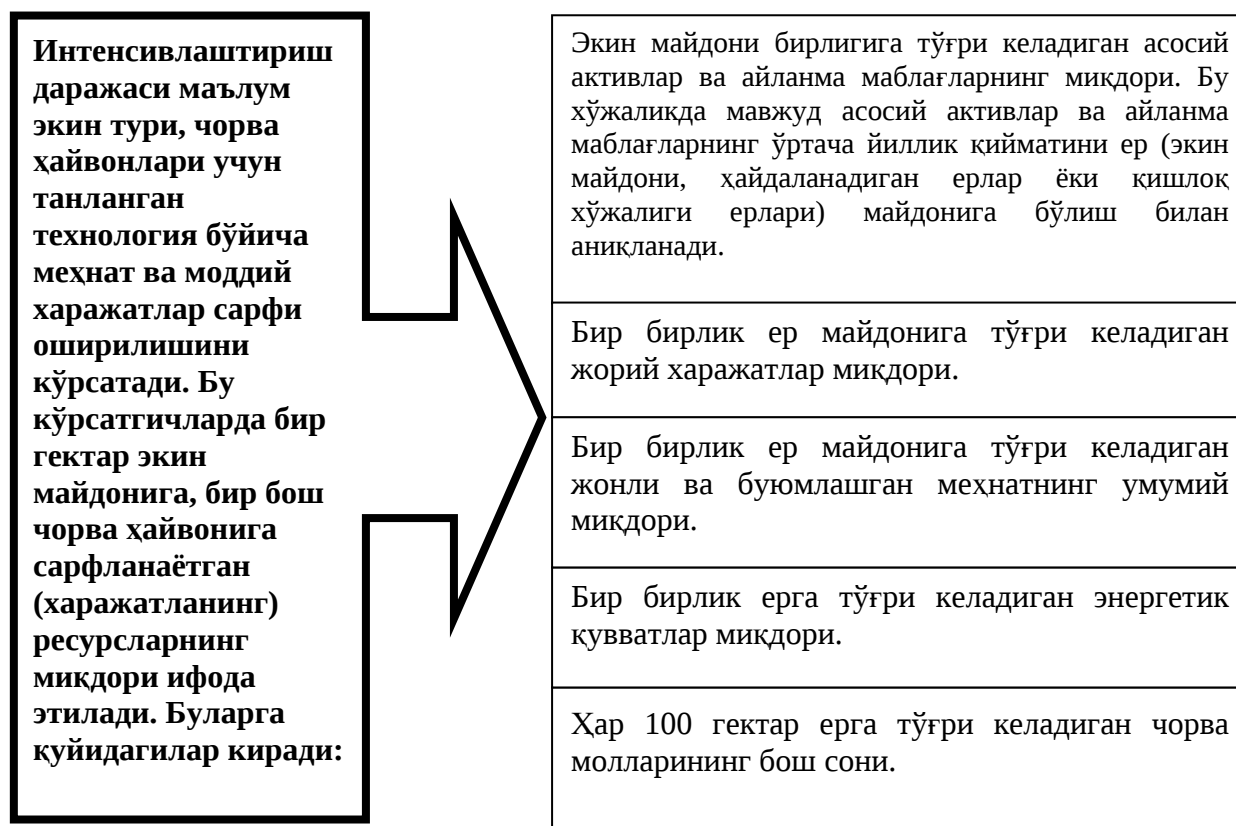 Интенсивлаштириш
даражаси маълум
экин тури, чорва
ҳайвонлари учун
танланган
технология бўйича
меҳнат ва моддий
харажатлар сарфи
оширилишини
кўрсатади. Бу
кўрсатгичларда бир
гектар экин
майдонига, бир бош
чорва ҳайвонига
сарфланаётган
(харажатланинг)
ресурсларнинг
миқдори ифода
этилади. Буларга
қуйидагилар киради:
Экин майдони бирлигига тўғри келадиган асосий
активлар ва айланма маблағларнинг миқдори. Бу
хўжаликда мавжуд асосий активлар ва айланма
маблағларнинг ўртача йиллик қийматини ер (экин
майдони, ҳайдаланадиган ерлар ёки қишлоқ
хўжалиги ерлари) майдонига бўлиш билан
аниқланади.
Бир бирлик ер майдонига тўғри келадиган
жорий харажатлар миқдори.
Бир бирлик ер майдонига тўғри келадиган
жонли ва буюмлашган меҳнатнинг умумий
миқдори.
Бир бирлик ерга тўғри келадиган энергетик
қувватлар миқдори.
Ҳар 100 гектар ерга тўғри келадиган чорва
молларининг бош сони.